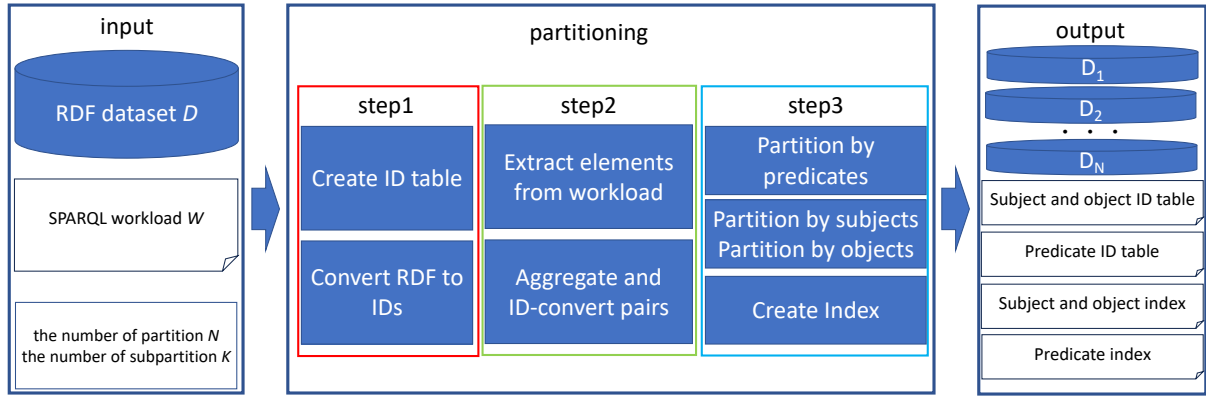 input
RDF dataset D
SPARQL workload W
the number of partition N
the number of subpartition K
partitioning
step1
Create ID table
Convert RDF to
IDs
step2
Extract elements
from workload
Aggregate and
ID-convert pairs
step3
Partition by
predicates
Partition by subjects
Partition by objects
Create Index
output
D1
D2
. . .
DN
Subject and object ID table
Predicate ID table
Subject and object index
Predicate index